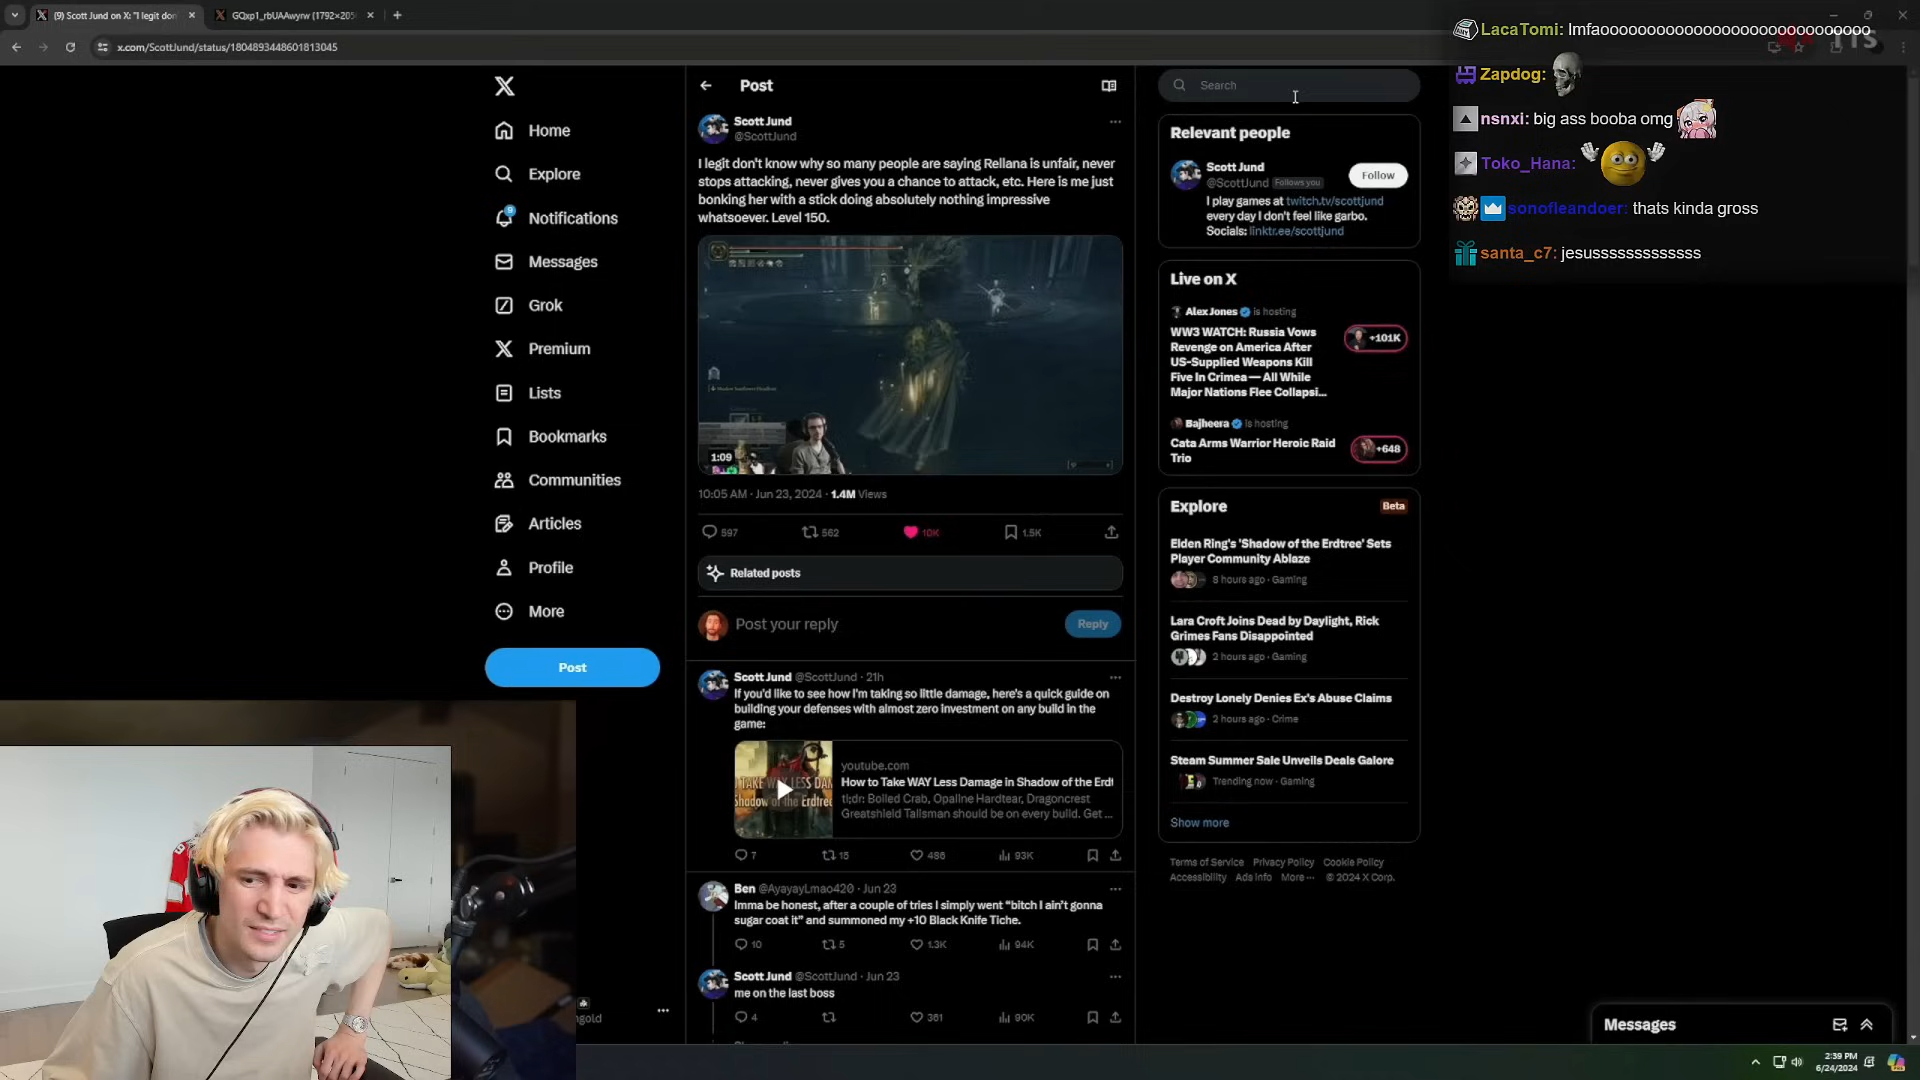 (9) Scott Jund on X: "I legit don'
GQxp1_rbUAAwyrw (1792×205
x.com/ScottJund/status/1804893448601813045
Home
Explore
9
Notifications
Messages
Grok
Premium
Lists
Bookmarks
Communities
Articles
Profile
More
Post
ngold
Post
Scott Jund
@ScottJund
I legit don't know why so many people are saying Rellana is unfair, never
stops attacking, never gives you a chance to attack, etc. Here is me just
bonking her with a stick doing absolutely nothing impressive
whatsoever. Level 150.
1:09
10:05 AM · Jun 23, 2024 · 1.4M Views
597
562
10K
1.5K
Related posts
Post your reply
Reply
Scott Jund @ScottJund · 21h
If you'd like to see how I'm taking so little damage, here's a quick guide on
building your defenses with almost zero investment on any build in the
game:
youtube.com
How to Take WAY Less Damage in Shadow of the Erdt
tl;dr: Boiled Crab, Opaline Hardtear, Dragoncrest
Greatshield Talisman should be on every build. Get ...
7
15
486
93K
Ben @AyayayLmao420 · Jun 23
Imma be honest, after a couple of tries I simply went "bitch I ain't gonna
sugar coat it" and summoned my +10 Black Knife Tiche.
10
5
1.3K
94K
Scott Jund @ScottJund · Jun 23
me on the last boss
4
361
90K
Search
Relevant people
Scott Jund
@ScottJund Follows you
Follow
I play games at twitch.tv/scottjund
every day I don't feel like garbo.
Socials: linktr.ee/scottjund
Live on X
Alex Jones is hosting
WW3 WATCH: Russia Vows
Revenge on America After
US-Supplied Weapons Kill
Five In Crimea — All While
Major Nations Flee Collapsi...
+101K
Bajheera is hosting
Cata Arms Warrior Heroic Raid
Trio
+648
Explore
Beta
Elden Ring's 'Shadow of the Erdtree' Sets
Player Community Ablaze
8 hours ago · Gaming
Lara Croft Joins Dead by Daylight, Rick
Grimes Fans Disappointed
2 hours ago · Gaming
Destroy Lonely Denies Ex's Abuse Claims
2 hours ago · Crime
Steam Summer Sale Unveils Deals Galore
Trending now · Gaming
Show more
Terms of Service Privacy Policy Cookie Policy
Accessibility Ads info More ··· © 2024 X Corp.
TTS
LacaTomi: lmfaooooooooooooooooooooooooooooo
Zapdog:
nsnxi: big ass booba omg
Toko_Hana:
sonofleandoer: thats kinda gross
santa_c7: jesusssssssssssss
Messages
2:39 PM
6/24/2024